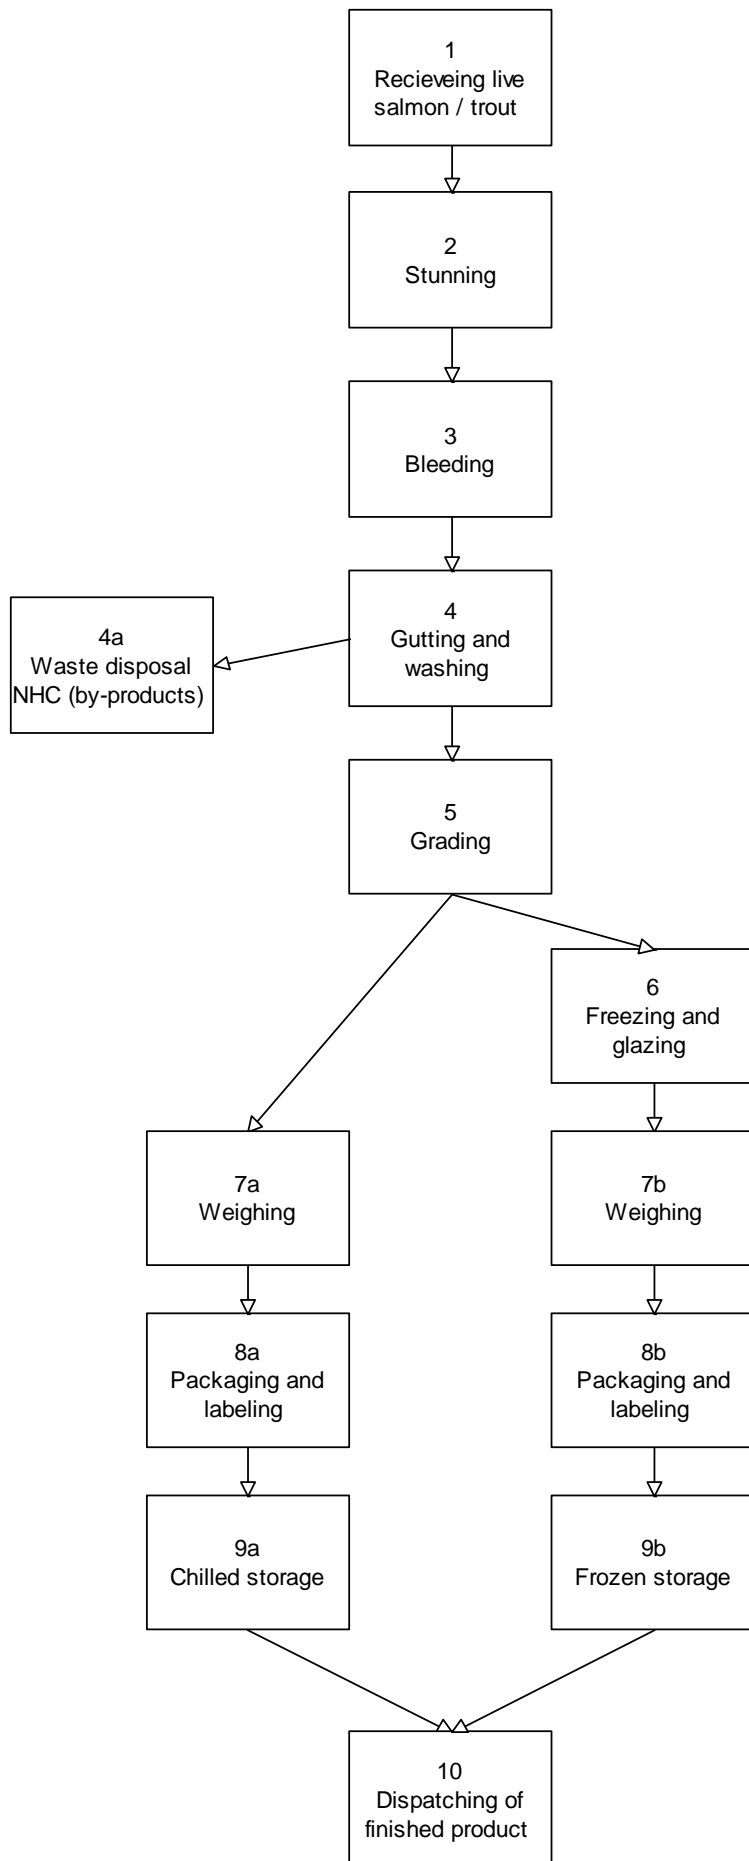 1
Recieveing live
salmon / trout
2
Stunning
3
Bleeding
4
Gutting and
washing
4a
Waste disposal
NHC (by-products)
5
Grading
6
Freezing and
glazing
7a
Weighing
7b
Weighing
8a
Packaging and
labeling
8b
Packaging and
labeling
9a
Chilled storage
9b
Frozen storage
10
Dispatching of
finished product